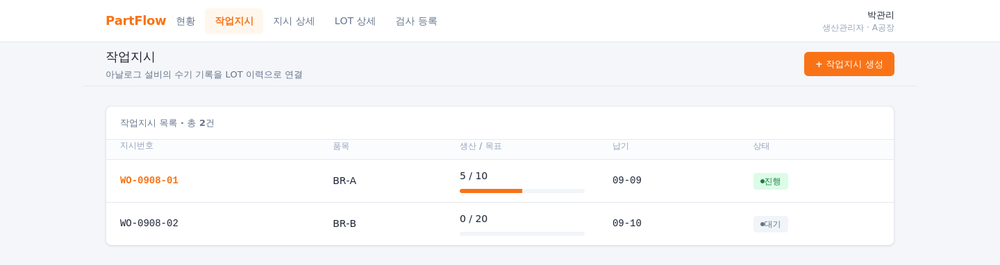 PartFlow 현황 작업지시 지시 상세 LOT 상세 검사 등록
박관리
생산관리자 · A공장
작업지시
아날로그 설비의 수기 기록을 LOT 이력으로 연결
+ 작업지시 생성
작업지시 목록 · 총 2건
지시번호 품목 생산 / 목표 납기 상태
WO-0908-01 BR-A 5 / 10 09-09 진행
WO-0908-02 BR-B 0 / 20 09-10 대기